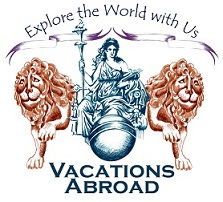 Explore the World with Us
VACATIONS
ABROAD